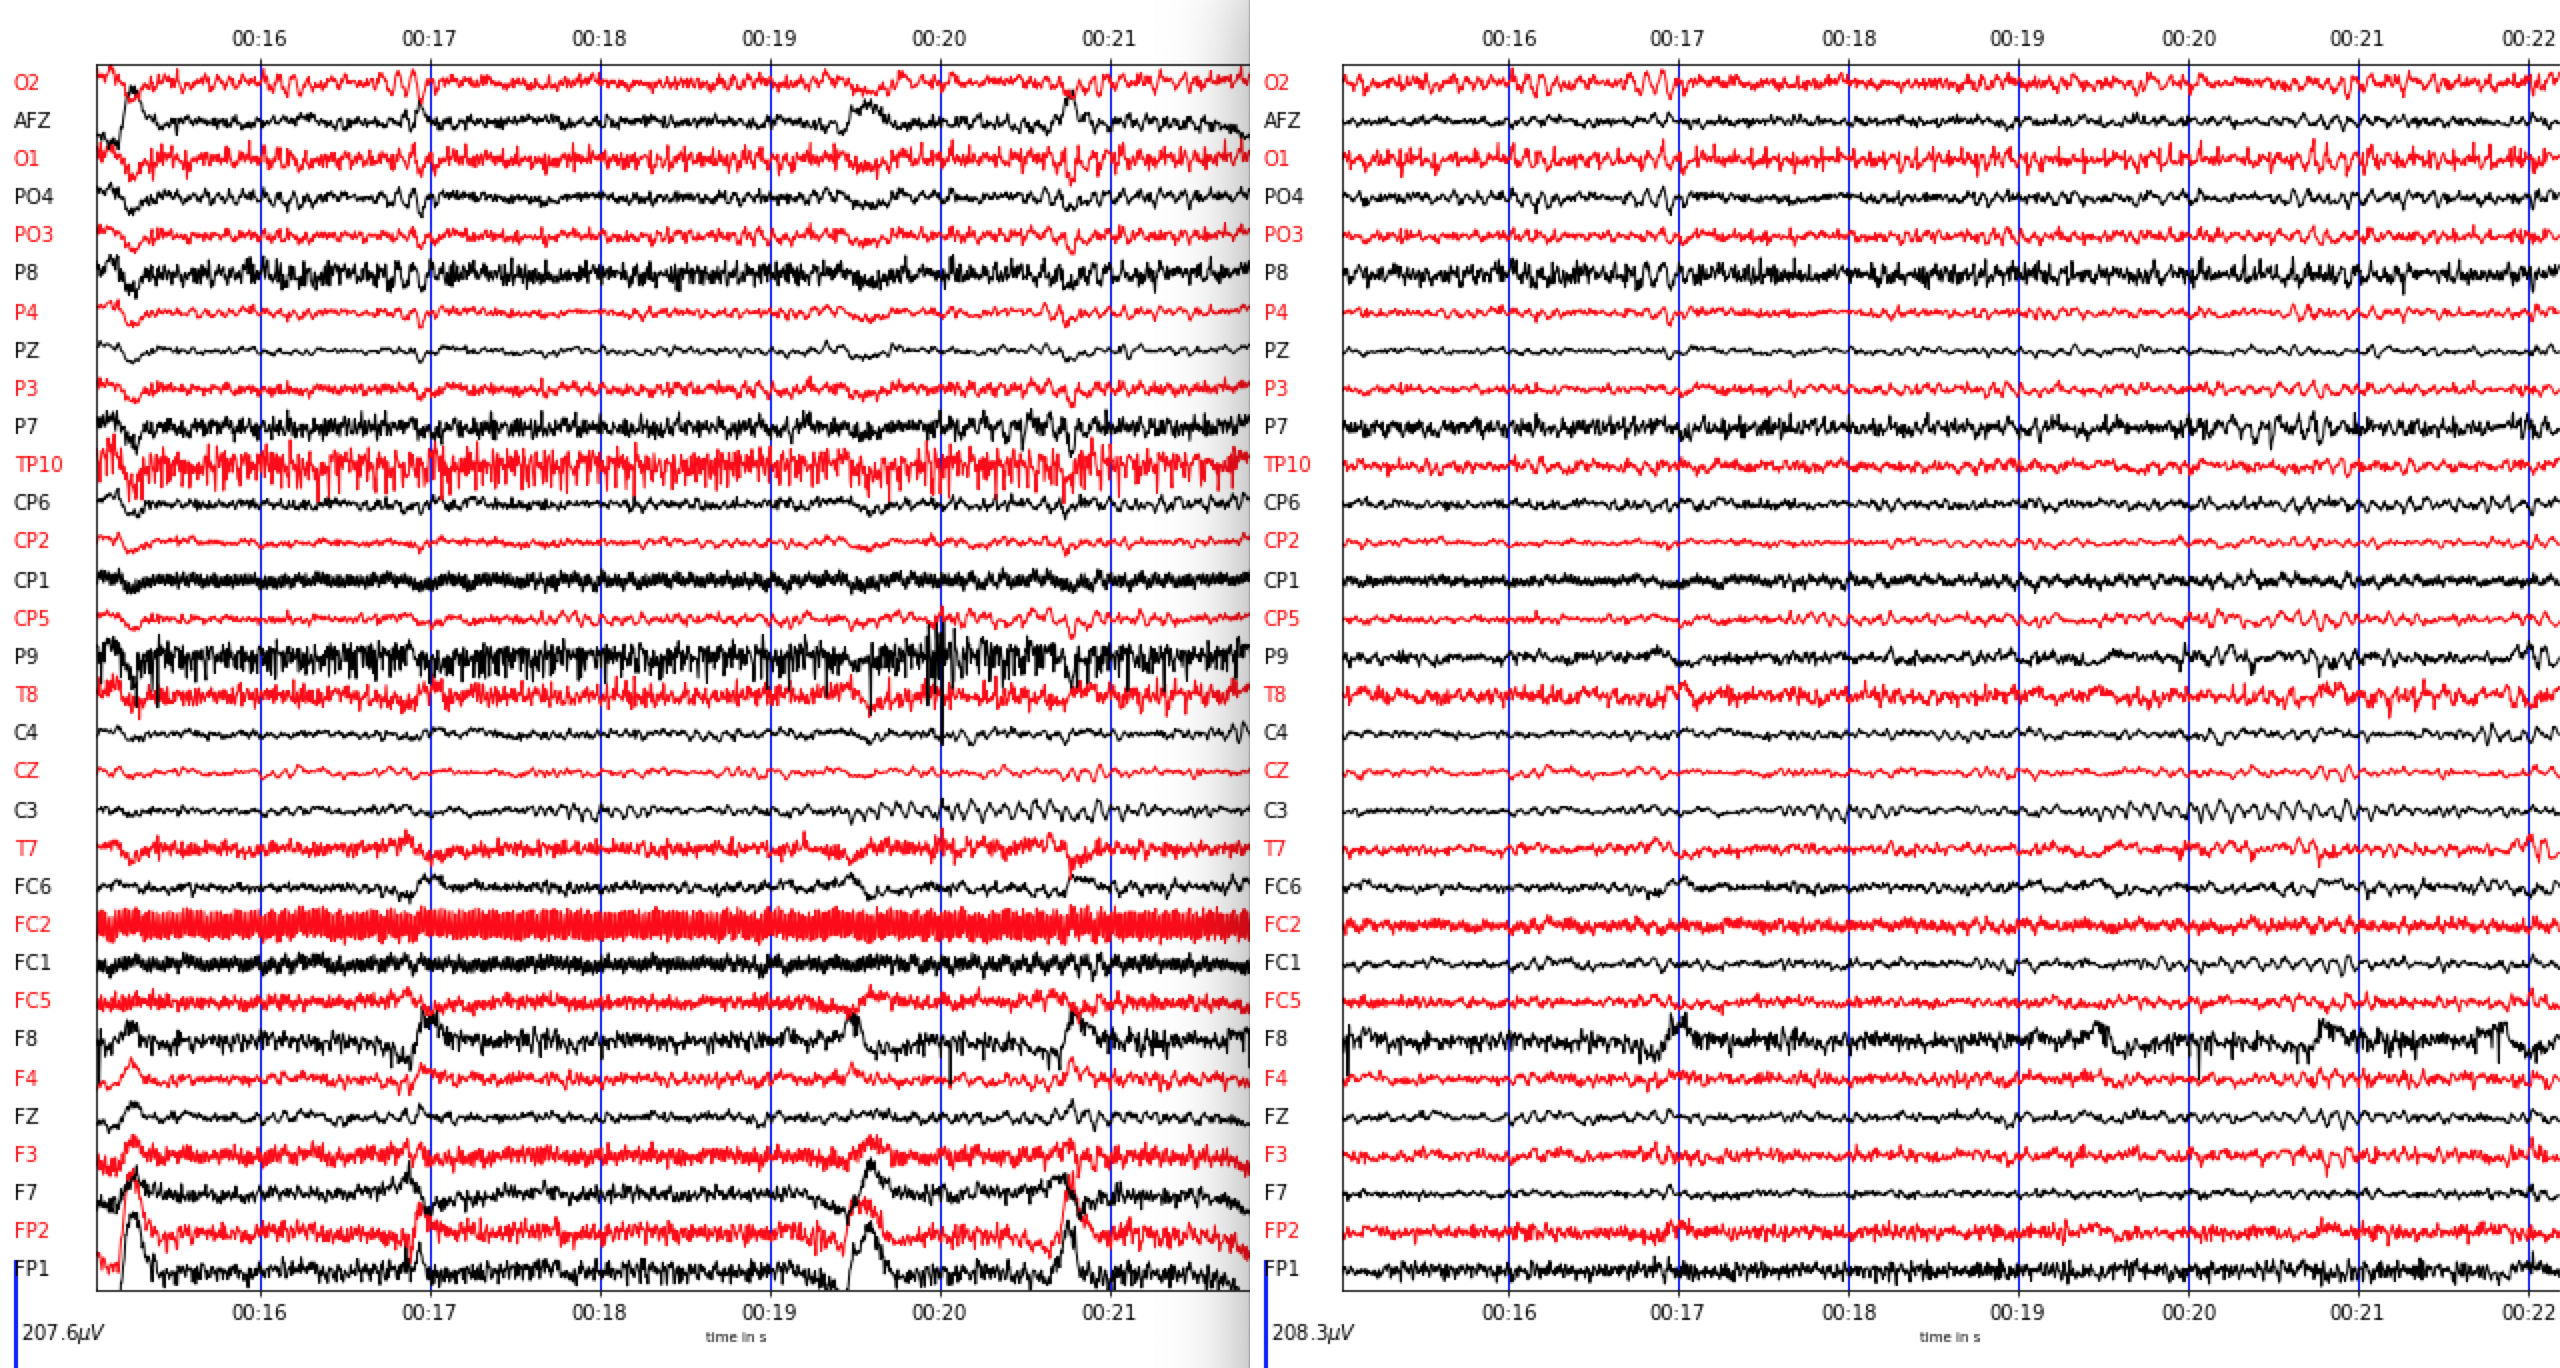 00:16 00:17 00:18 00:19 00:20 00:21
O2
AFZ
O1
PO4
PO3
P8
P4
PZ
P3
P7
TP10
CP6
CP2
CP1
CP5
P9
T8
C4
CZ
C3
T7
FC6
FC2
FC1
FC5
F8
F4
FZ
F3
F7
FP2
FP1
00:16 00:17 00:18 00:19 00:20 00:21
207.6μV
time in s
00:16 00:17 00:18 00:19 00:20 00:21 00:22
O2
AFZ
O1
PO4
PO3
P8
P4
PZ
P3
P7
TP10
CP6
CP2
CP1
CP5
P9
T8
C4
CZ
C3
T7
FC6
FC2
FC1
FC5
F8
F4
FZ
F3
F7
FP2
FP1
00:16 00:17 00:18 00:19 00:20 00:21 00:22
208.3μV
time in s